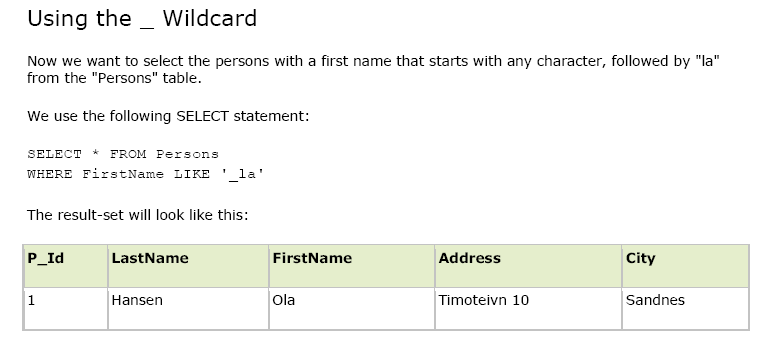 Using the _ Wildcard
Now we want to select the persons with a first name that starts with any character, followed by "la"
from the "Persons" table.
We use the following SELECT statement:
SELECT * FROM Persons
WHERE FirstName LIKE '_la'
The result-set will look like this:
P_Id LastName FirstName Address City
1 Hansen Ola Timoteivn 10 Sandnes